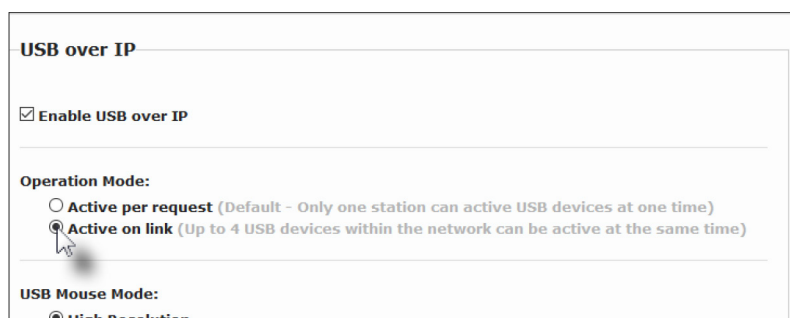 USB over IP
Enable USB over IP
Operation Mode:
Active per request (Default - Only one station can active USB devices at one time)
Active on link (Up to 4 USB devices within the network can be active at the same time)
USB Mouse Mode:
High Resolution